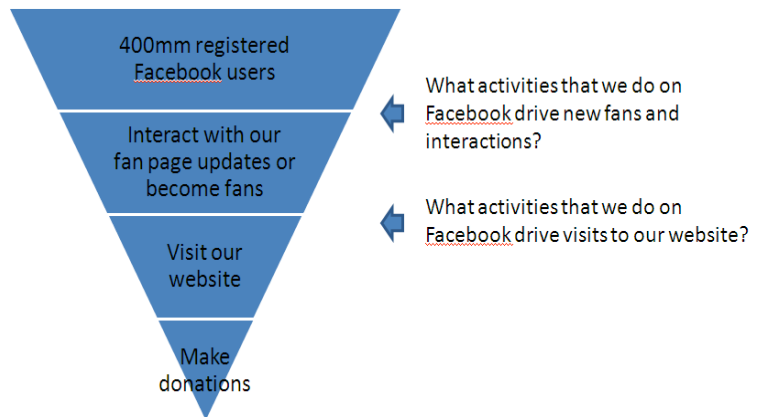 400mm registered
Facebook users
What activities that we do on
Facebook drive new fans and
interactions?
Interact with our
fan page updates or
become fans
What activities that we do on
Facebook drive visits to our website?
Visit our
website
Make
donations